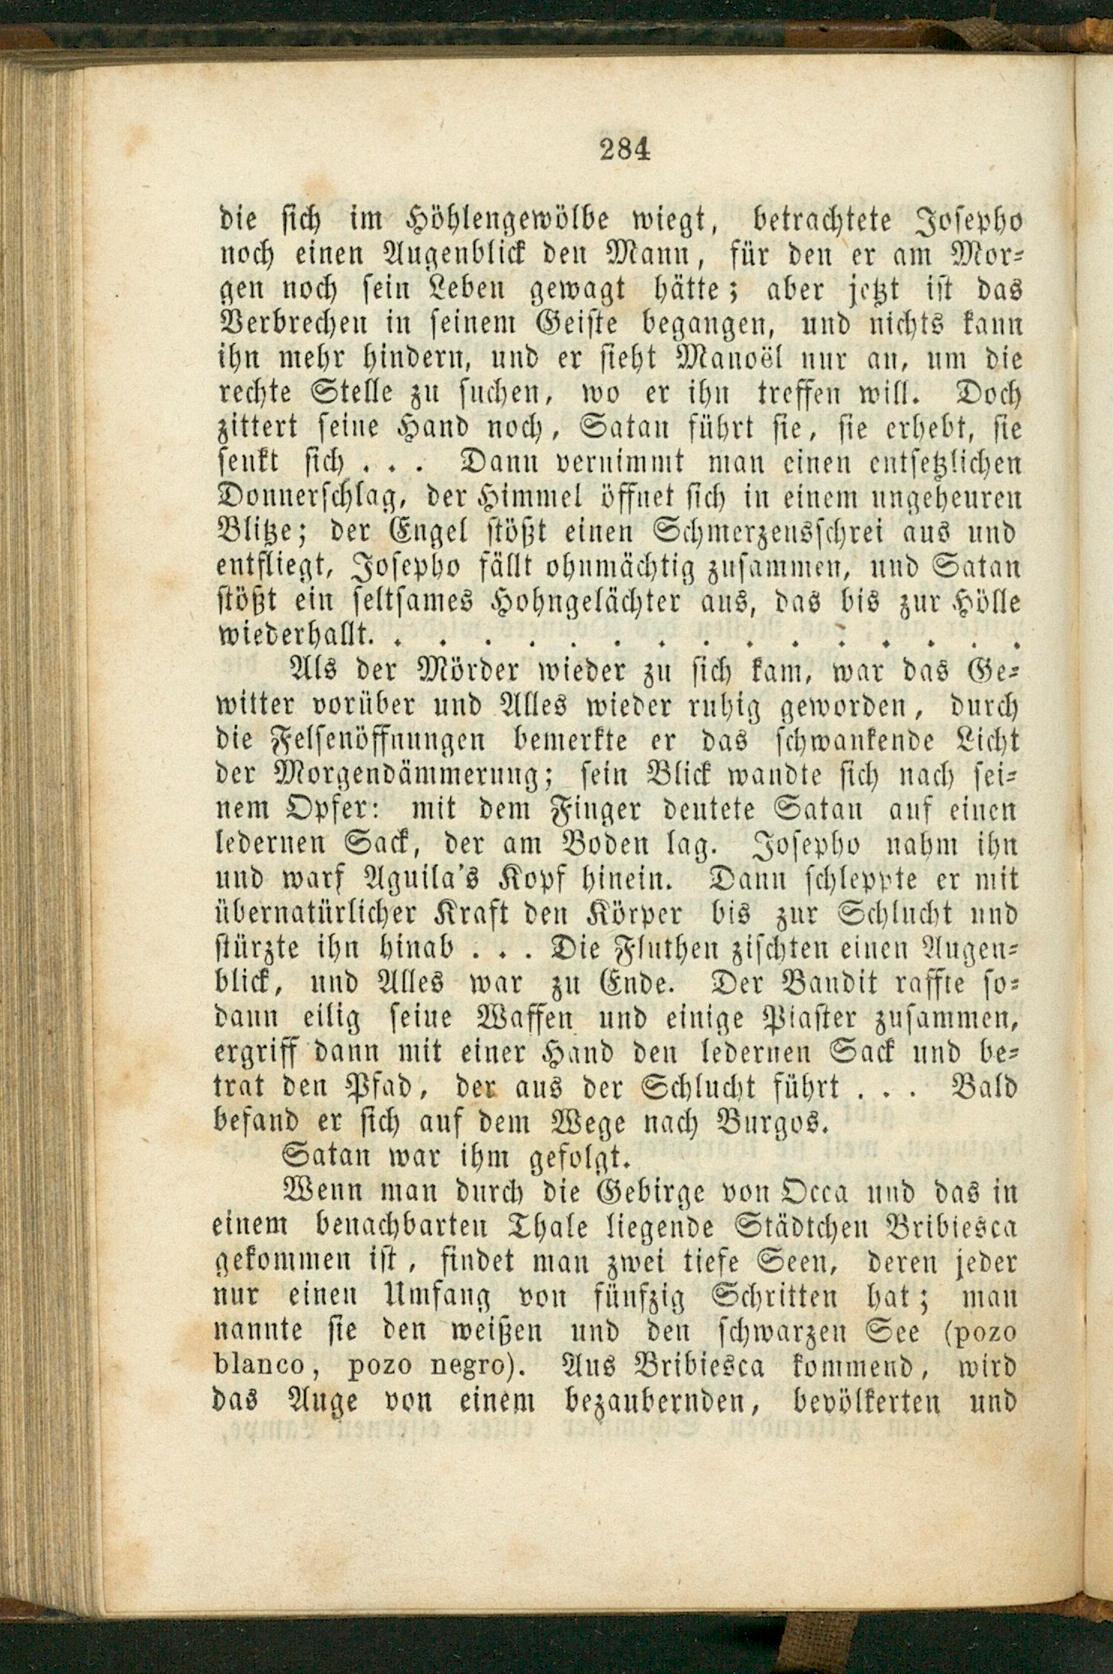 284
die sich im Höhlengewölbe wiegt, betrachtete Josepho
noch einen Augenblick den Mann, für den er am Mor-
gen noch sein Leben gewagt hätte; aber jetzt ist das
Verbrechen in seinem Geiste begangen, und nichts kann
ihn mehr hindern, und er sieht Manoël nur an, um die
rechte Stelle zu suchen, wo er ihn treffen will. Doch
zittert seine Hand noch, Satan führt sie, sie erhebt, sie
senkt sich . . . Dann vernimmt man einen entsetzlichen
Donnerschlag, der Himmel öffnet sich in einem ungeheuren
Blitze; der Engel stößt einen Schmerzensschrei aus und
entfliegt, Josepho fällt ohnmächtig zusammen, und Satan
stößt ein seltsames Hohngelächter aus, das bis zur Hölle
wiederhallt. . . . . . . . . . . . . . . .
Als der Mörder wieder zu sich kam, war das Ge-
witter vorüber und Alles wieder ruhig geworden, durch
die Felsenöffnungen bemerkte er das schwankende Licht
der Morgendämmerung; sein Blick wandte sich nach sei-
nem Opfer: mit dem Finger deutete Satan auf einen
ledernen Sack, der am Boden lag. Josepho nahm ihn
und warf Aguila's Kopf hinein. Dann schleppte er mit
übernatürlicher Kraft den Körper bis zur Schlucht und
stürzte ihn hinab . . . Die Fluthen zischten einen Augen-
blick, und Alles war zu Ende. Der Bandit raffte so-
dann eilig seine Waffen und einige Piaster zusammen,
ergriff dann mit einer Hand den ledernen Sack und be-
trat den Pfad, der aus der Schlucht führt . . . Bald
befand er sich auf dem Wege nach Burgos.
Satan war ihm gefolgt.
Wenn man durch die Gebirge von Occa und das in
einem benachbarten Thale liegende Städtchen Bribiesca
gekommen ist, findet man zwei tiefe Seen, deren jeder
nur einen Umfang von fünfzig Schritten hat; man
nannte sie den weißen und den schwarzen See (pozo
blanco, pozo negro). Aus Bribiesca kommend, wird
das Auge von einem bezaubernden, bevölkerten und